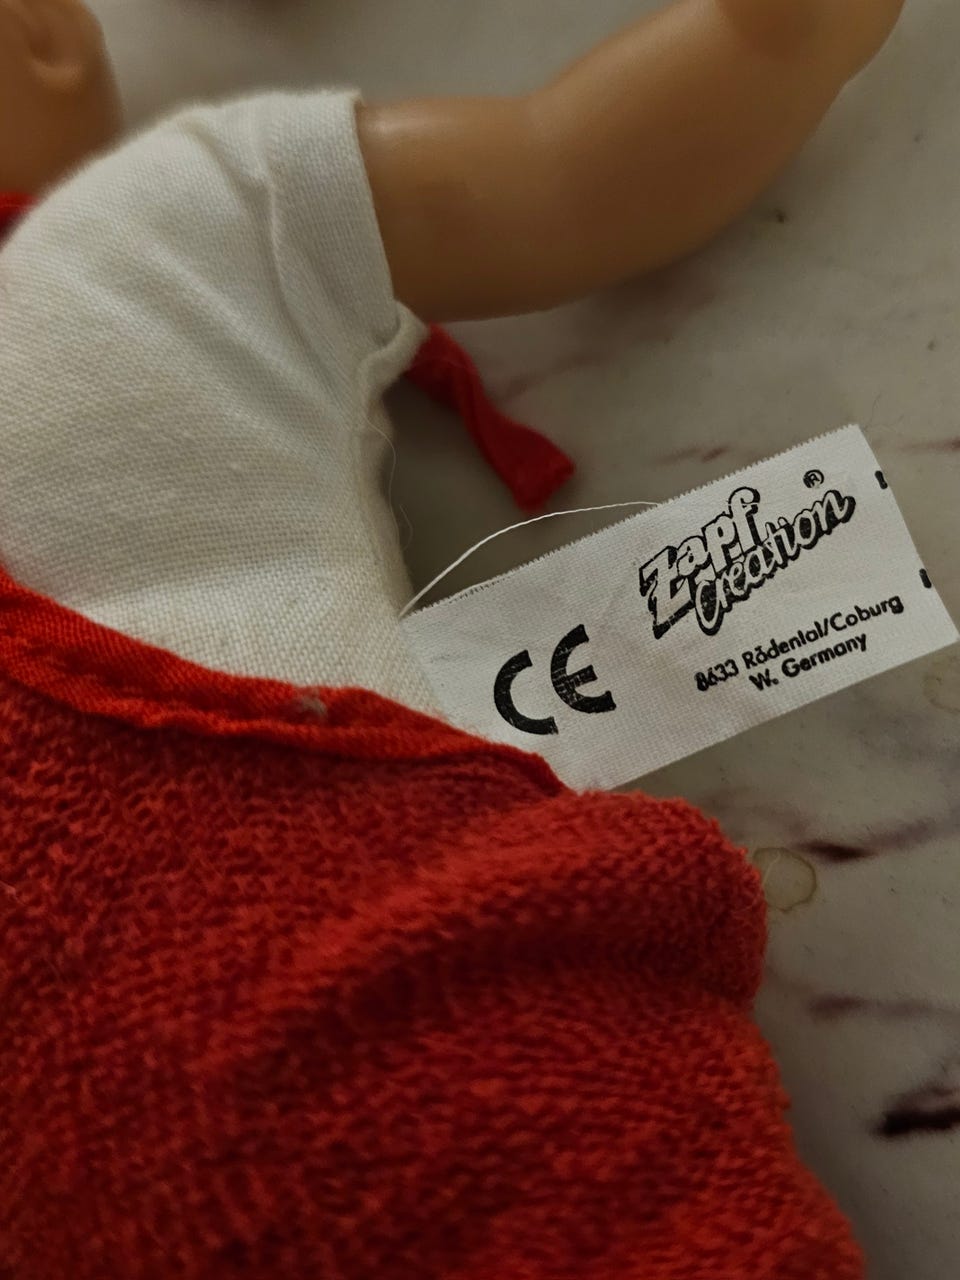 Zapf ®
Creation
CE
8633 Rödental/Coburg
W. Germany